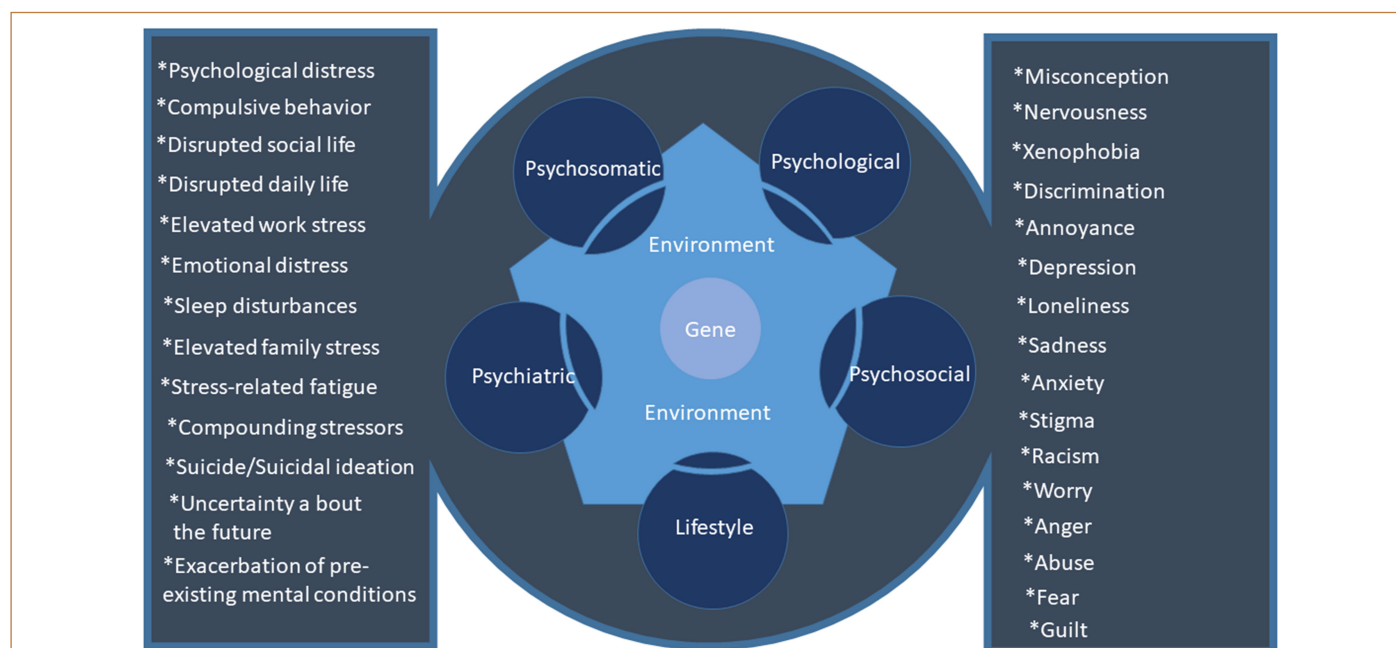 *Psychological distress
*Compulsive behavior
*Disrupted social life
*Disrupted daily life
*Elevated work stress
*Emotional distress
*Sleep disturbances
*Elevated family stress
*Stress-related fatigue
*Compounding stressors
*Suicide/Suicidal ideation
*Uncertainty a bout
the future
*Exacerbation of pre-
existing mental conditions
Psychosomatic
Psychological
Environment
Gene
Psychiatric
Psychosocial
Environment
Lifestyle
*Misconception
*Nervousness
*Xenophobia
*Discrimination
*Annoyance
*Depression
*Loneliness
*Sadness
*Anxiety
*Stigma
*Racism
*Worry
*Anger
*Abuse
*Fear
*Guilt